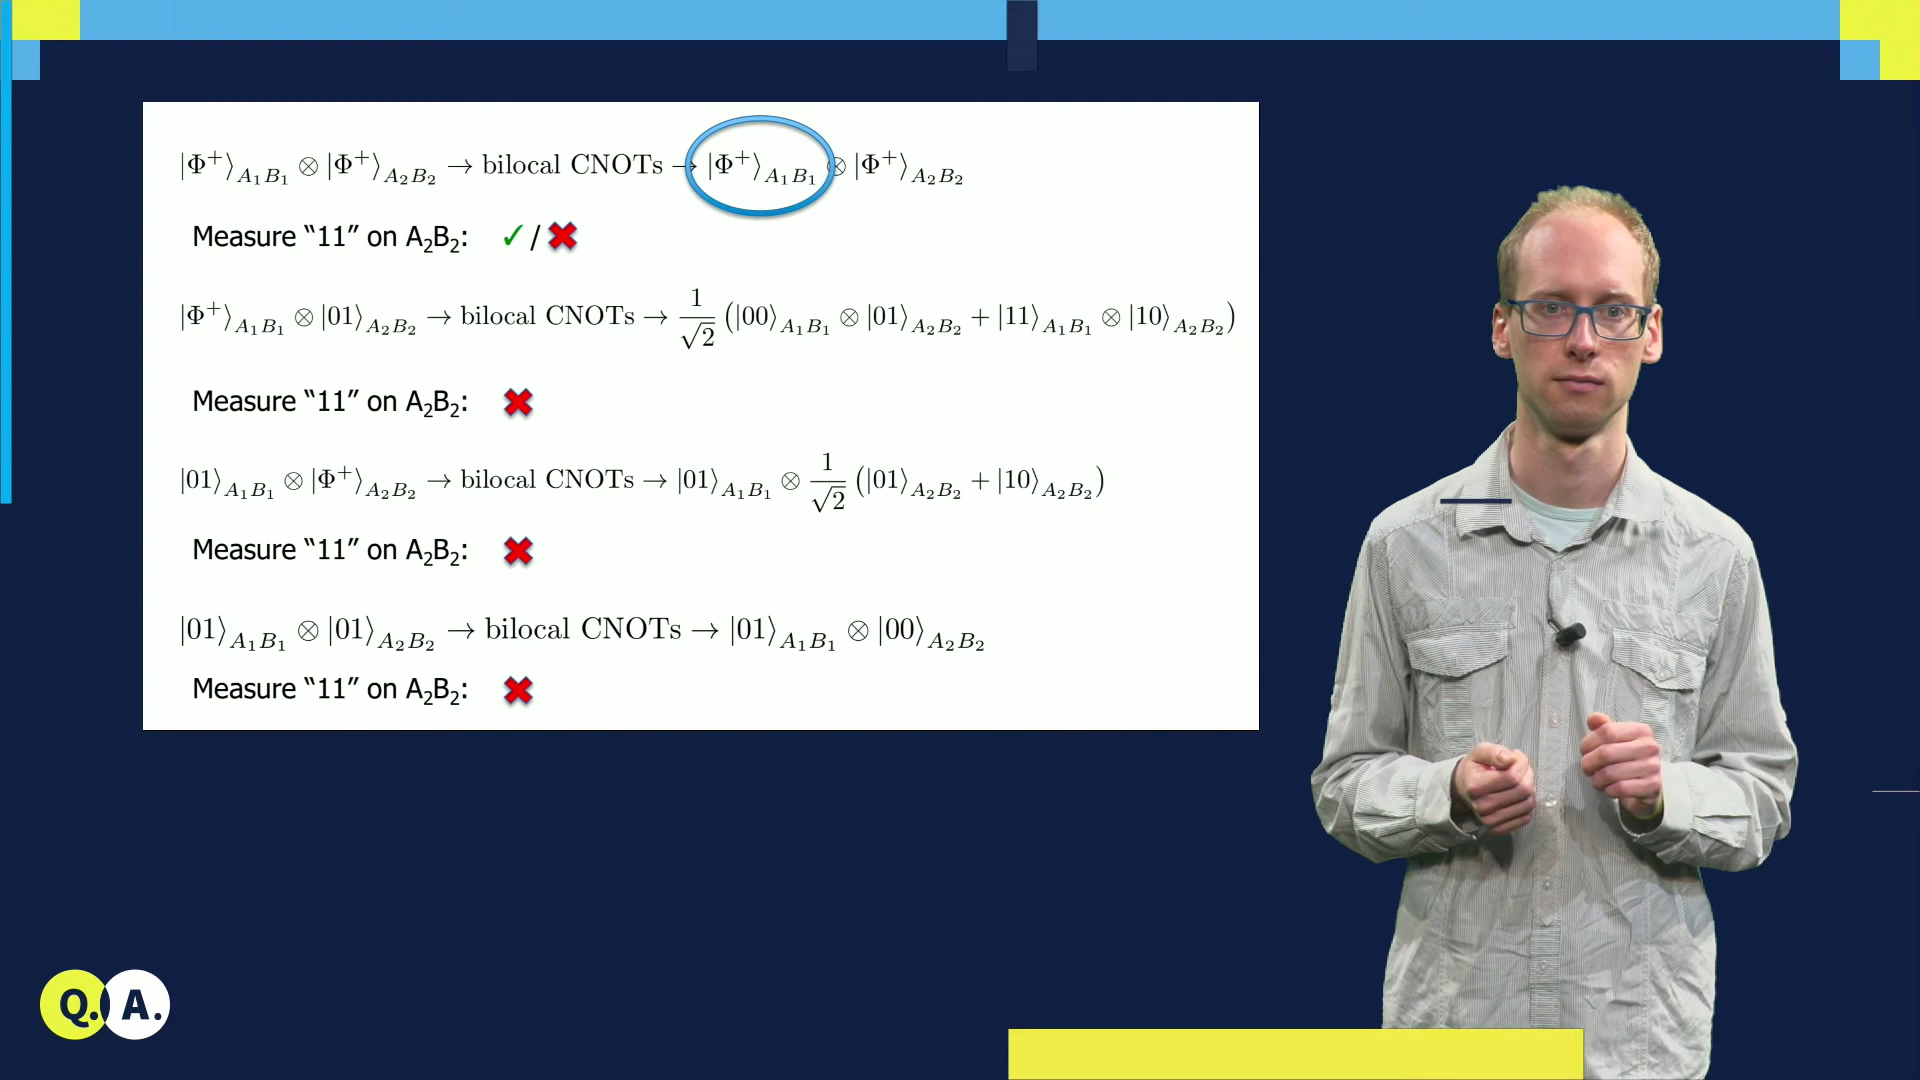 |Φ⁺⟩_{A₁B₁} ⊗ |Φ⁺⟩_{A₂B₂} → bilocal CNOTs → |Φ⁺⟩_{A₁B₁} ⊗ |Φ⁺⟩_{A₂B₂}
Measure “11” on A₂B₂: ✓/✖
|Φ⁺⟩_{A₁B₁} ⊗ |01⟩_{A₂B₂} → bilocal CNOTs → 1/√2 (|00⟩_{A₁B₁} ⊗ |01⟩_{A₂B₂} + |11⟩_{A₁B₁} ⊗ |10⟩_{A₂B₂})
Measure “11” on A₂B₂: ✖
|01⟩_{A₁B₁} ⊗ |Φ⁺⟩_{A₂B₂} → bilocal CNOTs → |01⟩_{A₁B₁} ⊗ 1/√2 (|01⟩_{A₂B₂} + |10⟩_{A₂B₂})
Measure “11” on A₂B₂: ✖
|01⟩_{A₁B₁} ⊗ |01⟩_{A₂B₂} → bilocal CNOTs → |01⟩_{A₁B₁} ⊗ |00⟩_{A₂B₂}
Measure “11” on A₂B₂: ✖
Q. A.